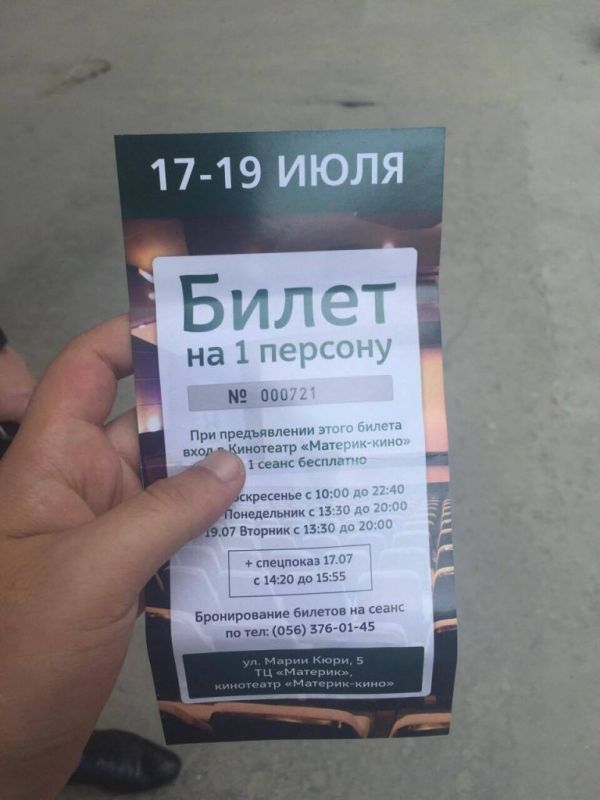 17-19 ИЮЛЯ
Билет
на 1 персону
№ 000721
При предъявлении этого билета
вход в Кинотеатр «Материк-кино»
1 сеанс бесплатно
с 10:00 до 22:40
Понедельник с 13:30 до 20:00
19.07 Вторник с 13:30 до 20:00
+ спецпоказ 17.07
с 14:20 до 15:55
Бронирование билетов на сеанс
по тел: (056) 376-01-45
ул. Марии Кюри, 5
ТЦ «Материк»,
кинотеатр «Материк-кино»